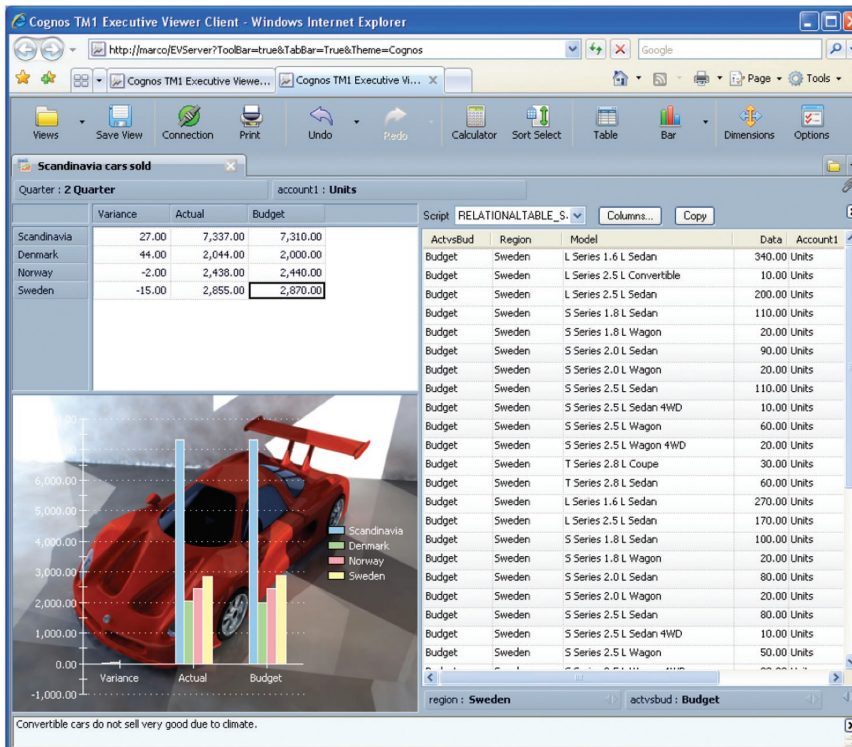 Cognos TM1 Executive Viewer Client - Windows Internet Explorer
http://marco/EVServer?ToolBar=true&TabBar=True&Theme=Cognos
Google
Cognos TM1 Executive Viewe...
Cognos TM1 Executive Vi...
Page
Tools
Views
Save View
Connection
Print
Undo
Redo
Calculator
Sort Select
Table
Bar
Dimensions
Options
Scandinavia cars sold
Quarter : 2 Quarter
account1 : Units
Variance Actual Budget
Scandinavia 27.00 7,337.00 7,310.00
Denmark 44.00 2,044.00 2,000.00
Norway -2.00 2,438.00 2,440.00
Sweden -15.00 2,855.00 2,870.00
6,000.00
5,000.00
4,000.00
3,000.00
2,000.00
1,000.00
0.00
-1,000.00
Variance Actual Budget
Scandinavia
Denmark
Norway
Sweden
Script RELATIONALTABLE_S. Columns... Copy
ActvsBud Region Model Data Account1
Budget Sweden L Series 1.6 L Sedan 340.00 Units
Budget Sweden L Series 2.5 L Convertible 10.00 Units
Budget Sweden L Series 2.5 L Sedan 200.00 Units
Budget Sweden S Series 1.8 L Sedan 110.00 Units
Budget Sweden S Series 1.8 L Wagon 20.00 Units
Budget Sweden S Series 2.0 L Sedan 90.00 Units
Budget Sweden S Series 2.0 L Wagon 20.00 Units
Budget Sweden S Series 2.5 L Sedan 110.00 Units
Budget Sweden S Series 2.5 L Sedan 4WD 10.00 Units
Budget Sweden S Series 2.5 L Wagon 60.00 Units
Budget Sweden S Series 2.5 L Wagon 4WD 20.00 Units
Budget Sweden T Series 2.8 L Coupe 30.00 Units
Budget Sweden T Series 2.8 L Sedan 60.00 Units
Budget Sweden L Series 1.6 L Sedan 270.00 Units
Budget Sweden L Series 2.5 L Sedan 170.00 Units
Budget Sweden S Series 1.8 L Sedan 100.00 Units
Budget Sweden S Series 1.8 L Wagon 20.00 Units
Budget Sweden S Series 2.0 L Sedan 80.00 Units
Budget Sweden S Series 2.0 L Wagon 20.00 Units
Budget Sweden S Series 2.5 L Sedan 80.00 Units
Budget Sweden S Series 2.5 L Sedan 4WD 10.00 Units
Budget Sweden S Series 2.5 L Wagon 50.00 Units
region : Sweden
actvsbud : Budget
Convertible cars do not sell very good due to climate.